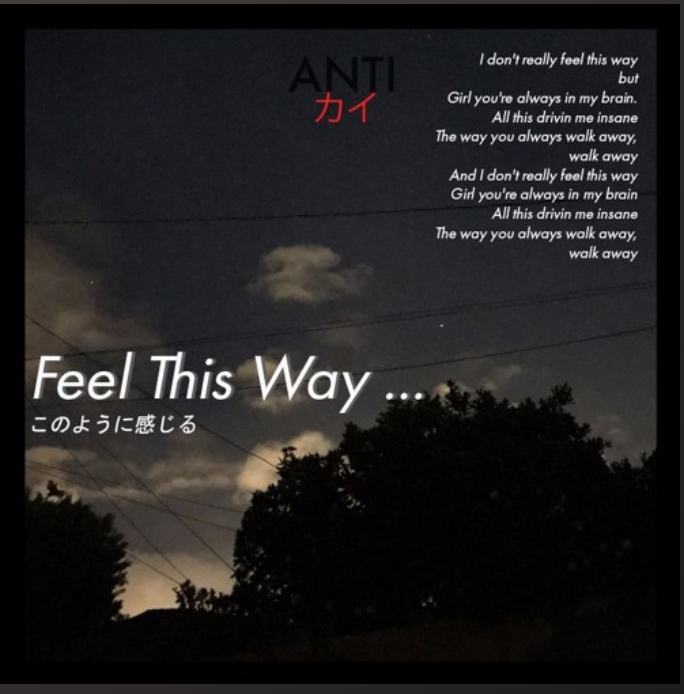 ANTI
カイ
I don't really feel this way
but
Girl you're always in my brain.
All this drivin me insane
The way you always walk away,
walk away
And I don't really feel this way
Girl you're always in my brain
All this drivin me insane
The way you always walk away,
walk away
Feel This Way ...
このように感じる